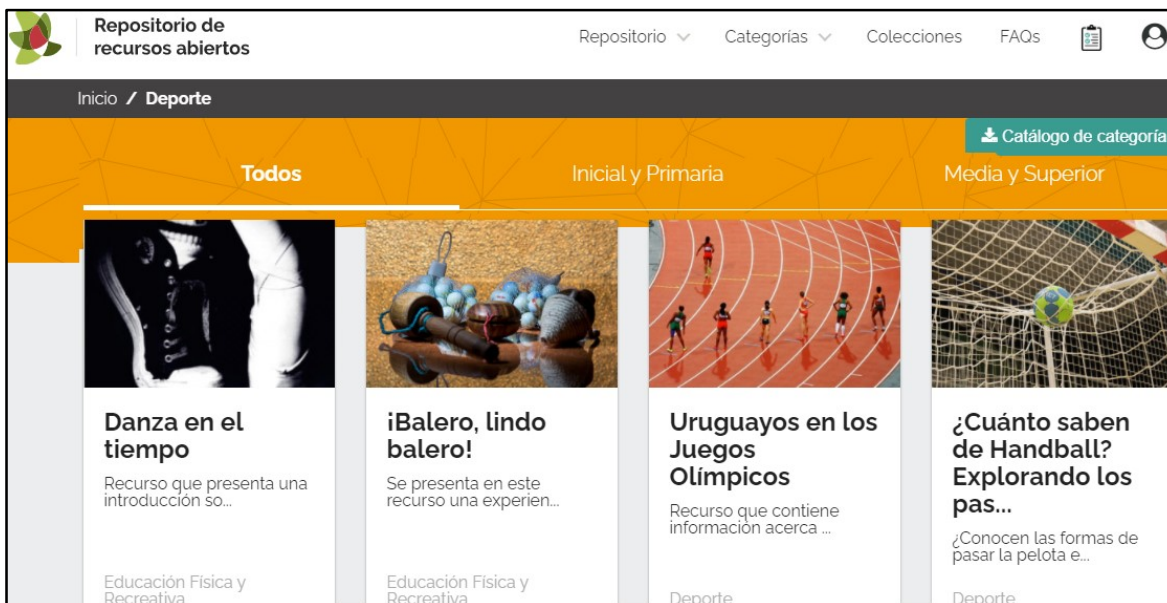 Repositorio de
recursos abiertos
Repositorio Categorías Colecciones FAQs
Inicio / Deporte
Catálogo de categoría
Todos Inicial y Primaria Media y Superior
Danza en el
tiempo
Recurso que presenta una
introducción so...
Educación Física y
Recreativa
¡Balero, lindo
balero!
Se presenta en este
recurso una experien...
Educación Física y
Recreativa
Uruguayos en los
Juegos
Olímpicos
Recurso que contiene
información acerca ...
Deporte
¿Cuánto saben
de Handball?
Explorando los
pas...
¿Conocen las formas de
pasar la pelota e...
Deporte